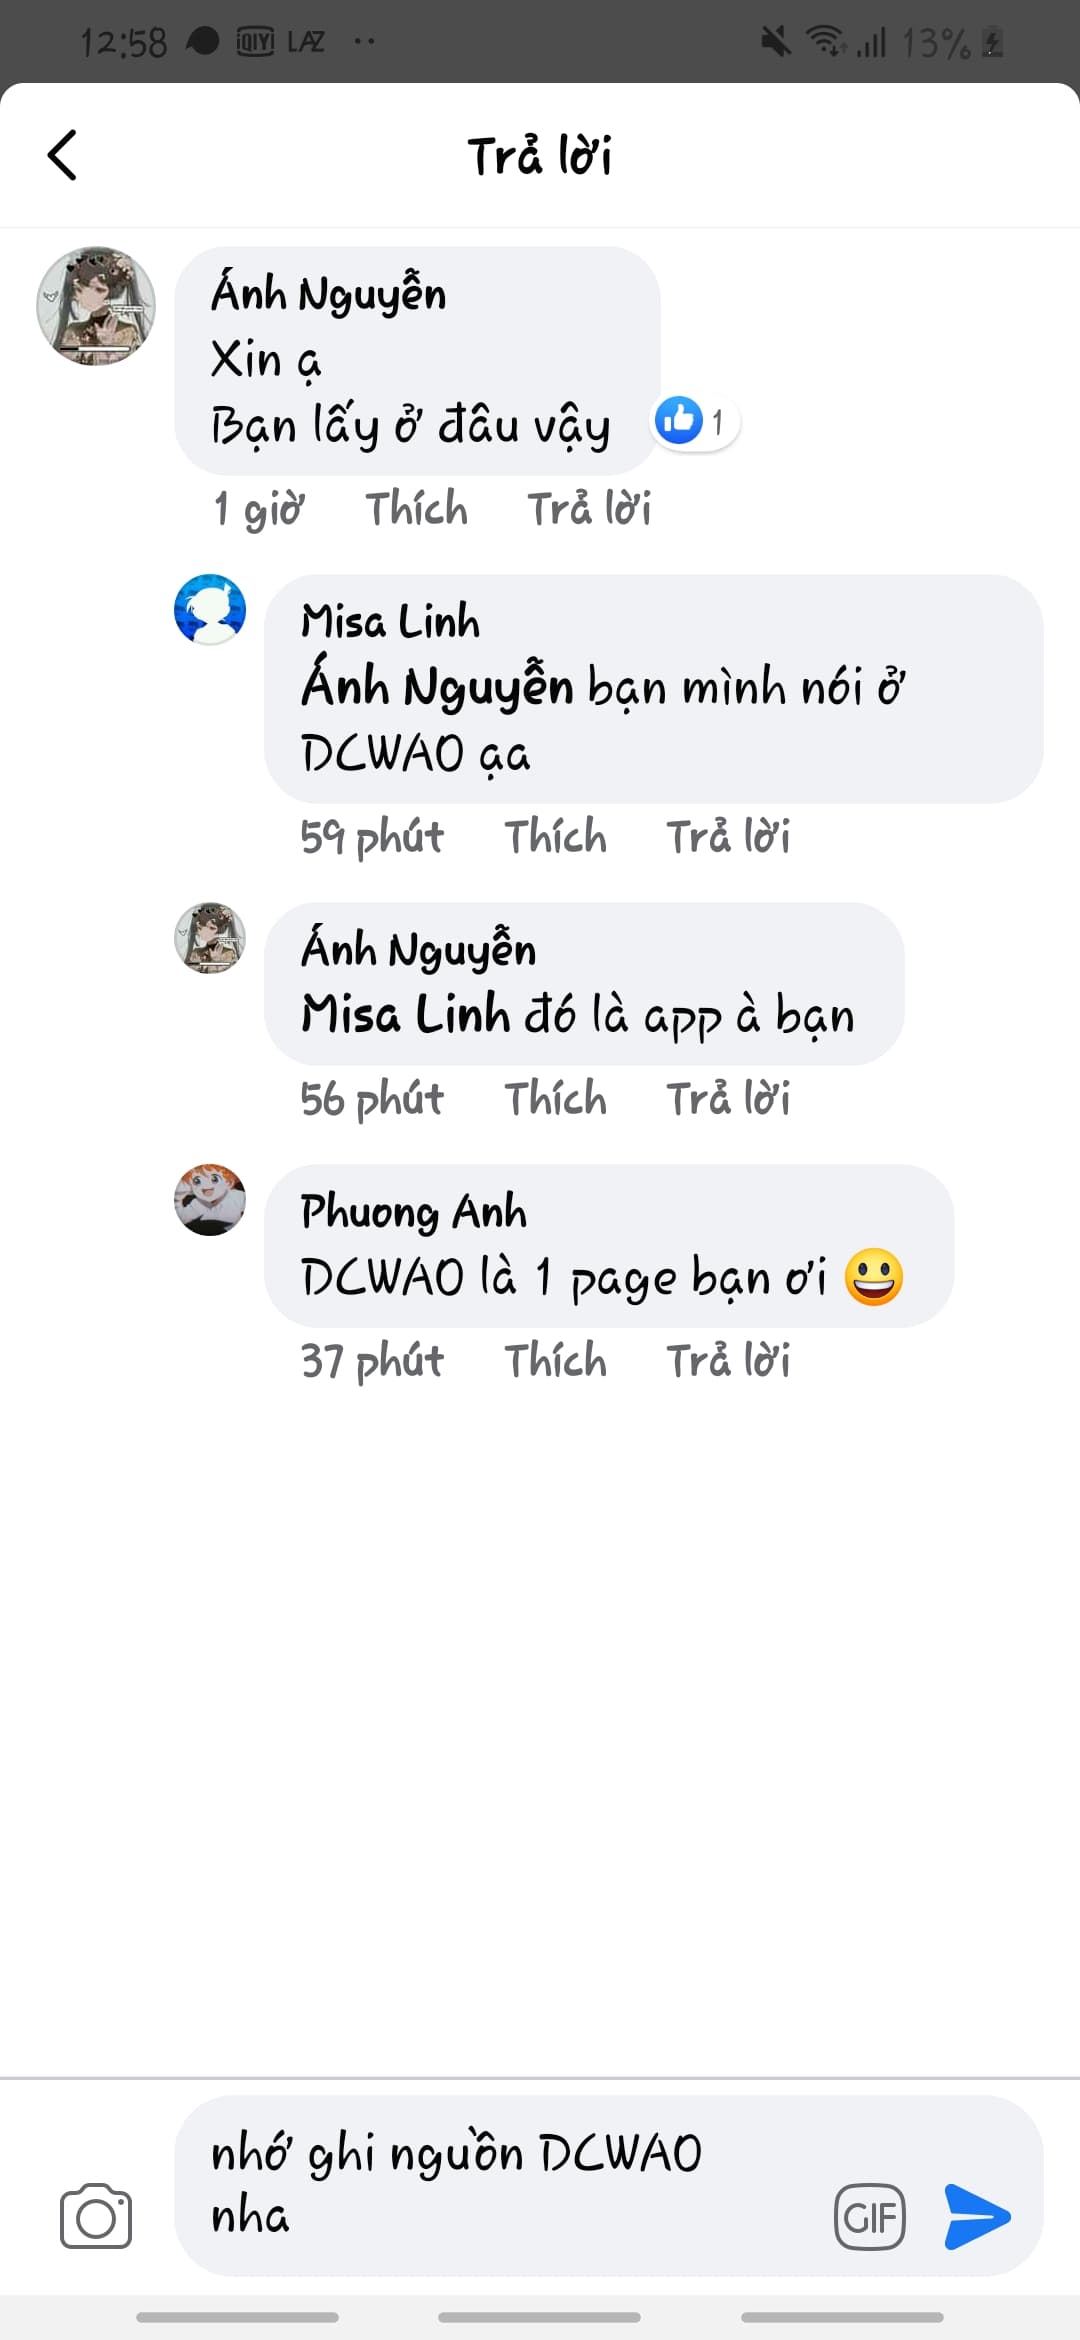 12:58 iQIYI LAZ 13%
Trả lời
Ánh Nguyễn
Xin ạ
Bạn lấy ở đâu vậy
1
1 giờ Thích Trả lời
Misa Linh
Ánh Nguyễn bạn mình nói ở
DCWAO ạa
59 phút Thích Trả lời
Ánh Nguyễn
Misa Linh đó là app à bạn
56 phút Thích Trả lời
Phuong Anh
DCWAO là 1 page bạn ơi 😃
37 phút Thích Trả lời
nhớ ghi nguồn DCWAO
nha
GIF